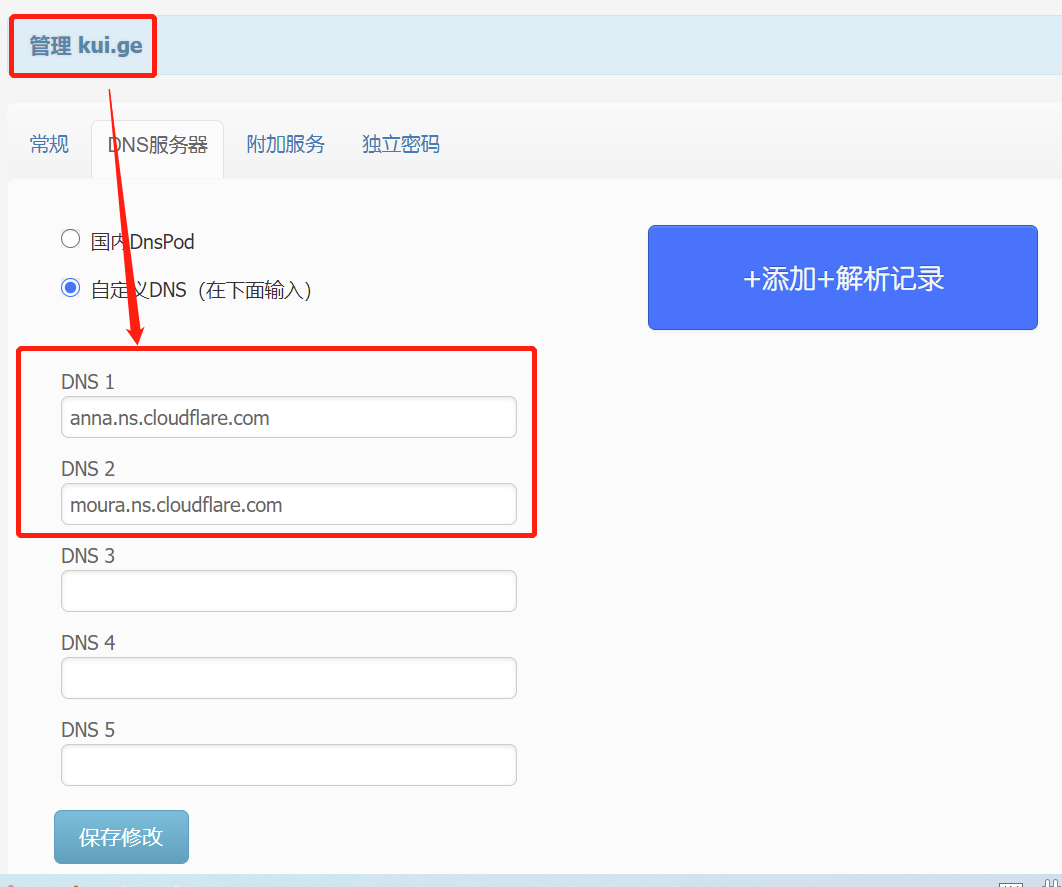 管理 kui.ge
常规 DNS服务器 附加服务 独立密码
国内DnsPod
自定义DNS（在下面输入）
+添加+解析记录
DNS 1
anna.ns.cloudflare.com
DNS 2
moura.ns.cloudflare.com
DNS 3
DNS 4
DNS 5
保存修改